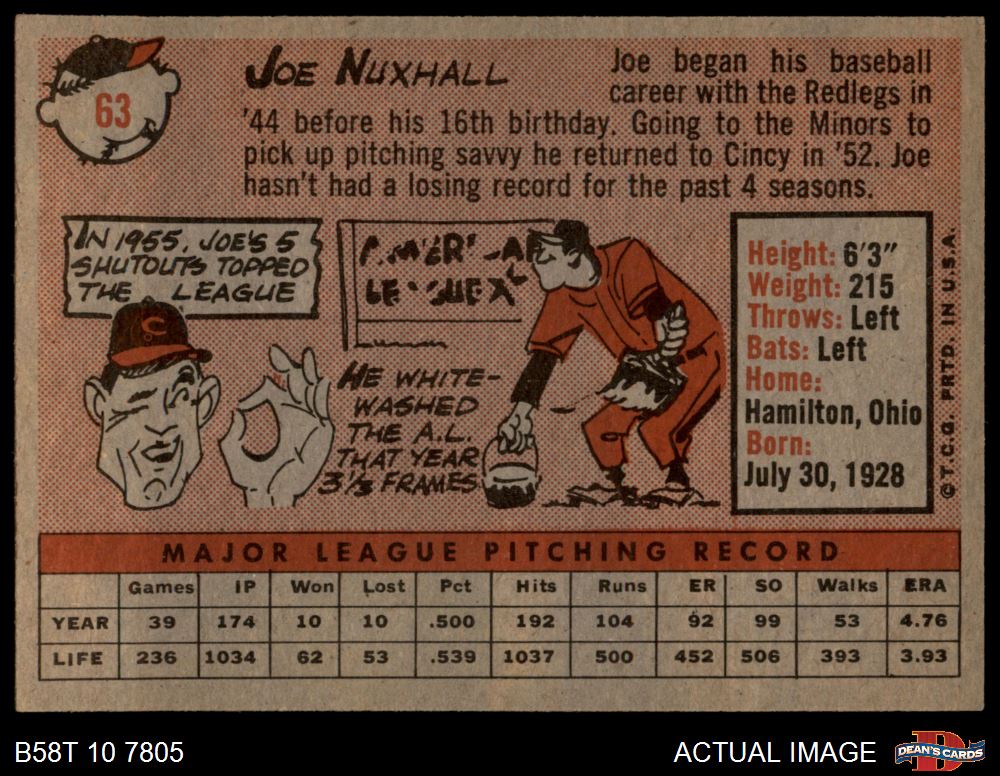 63
JOE NUXHALL
Joe began his baseball
career with the Redlegs in
'44 before his 16th birthday. Going to the Minors to
pick up pitching savvy he returned to Cincy in '52. Joe
hasn't had a losing record for the past 4 seasons.
IN 1955, JOE'S 5
SHUTOUTS TOPPED
THE LEAGUE
C
HE WHITE-
WASHED
THE A.L.
THAT YEAR
3⅓ FRAMES
Height: 6'3"
Weight: 215
Throws: Left
Bats: Left
Home:
Hamilton, Ohio
Born:
July 30, 1928
© T.C.G. PRTD. IN U.S.A.
MAJOR LEAGUE PITCHING RECORD
Games IP Won Lost Pct Hits Runs ER SO Walks ERA
YEAR 39 174 10 10 .500 192 104 92 99 53 4.76
LIFE 236 1034 62 53 .539 1037 500 452 506 393 3.93
B58T 10 7805
ACTUAL IMAGE
DEAN'S CARDS